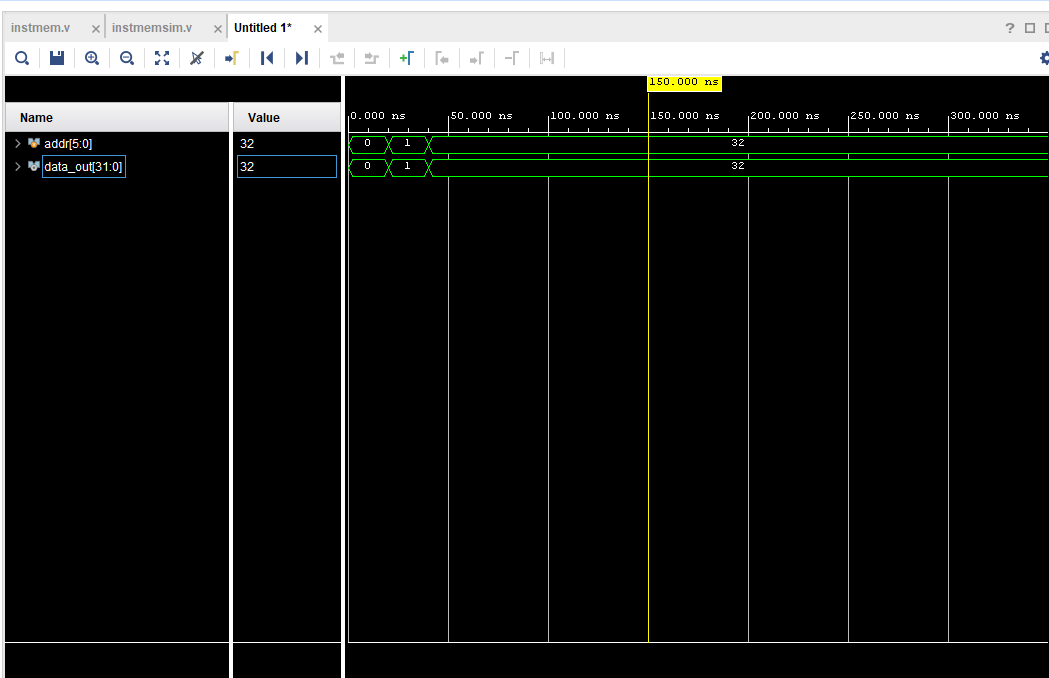 instmem.v × instmemsim.v × Untitled 1* × ?
150.000 ns
Name Value
0.000 ns 50.000 ns 100.000 ns 150.000 ns 200.000 ns 250.000 ns 300.000 ns
addr[5:0] 32 0 1 32
data_out[31:0] 32 0 1 32